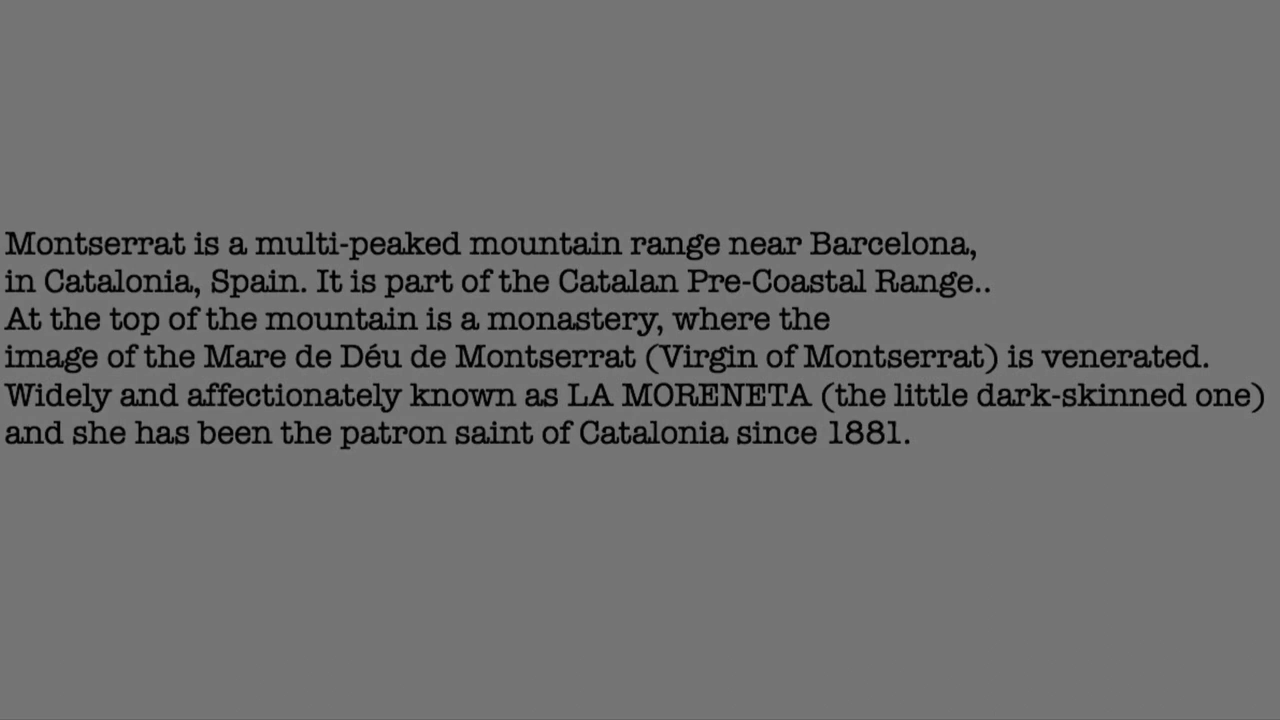 Montserrat is a multi-peaked mountain range near Barcelona,
in Catalonia, Spain. It is part of the Catalan Pre-Coastal Range..
At the top of the mountain is a monastery, where the
image of the Mare de Déu de Montserrat (Virgin of Montserrat) is venerated.
Widely and affectionately known as LA MORENETA (the little dark-skinned one)
and she has been the patron saint of Catalonia since 1881.